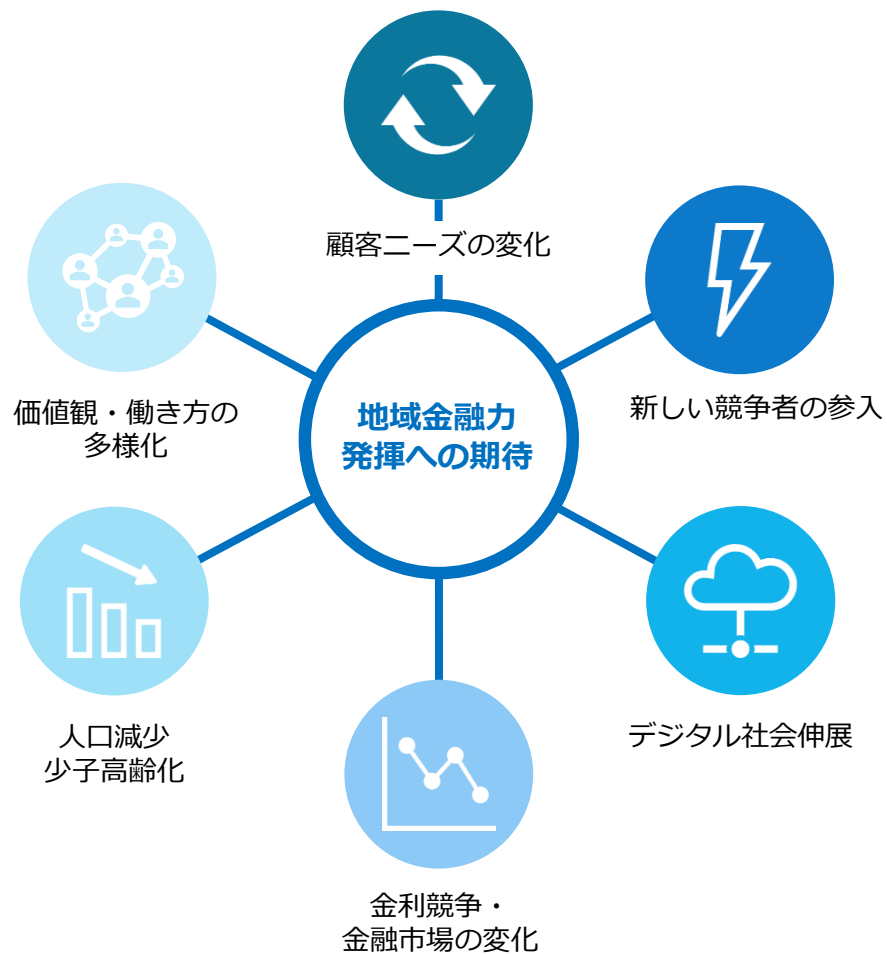 顧客ニーズの変化
価値観・働き方の
多様化
新しい競争者の参入
地域金融力
発揮への期待
人口減少
少子高齢化
デジタル社会伸展
金利競争・
金融市場の変化